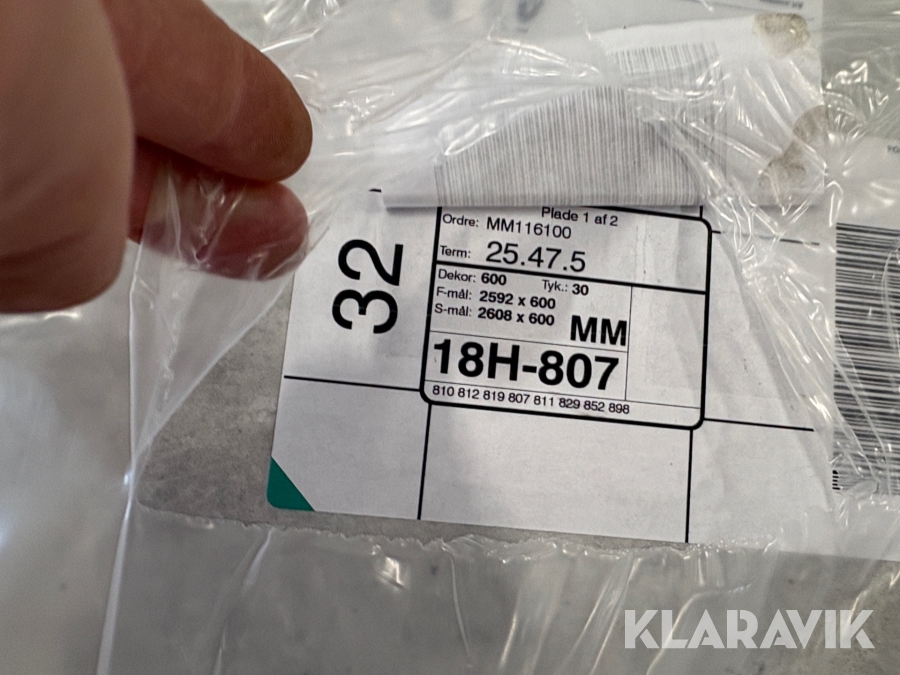 Plade 1 af 2
Ordre: MM116100
Term: 25.47.5
32
Dekor: 600 Tyk.: 30
F-mål: 2592 x 600
S-mål: 2608 x 600
MM
18H-807
810 812 819 807 811 829 852 898
KLARAVIK